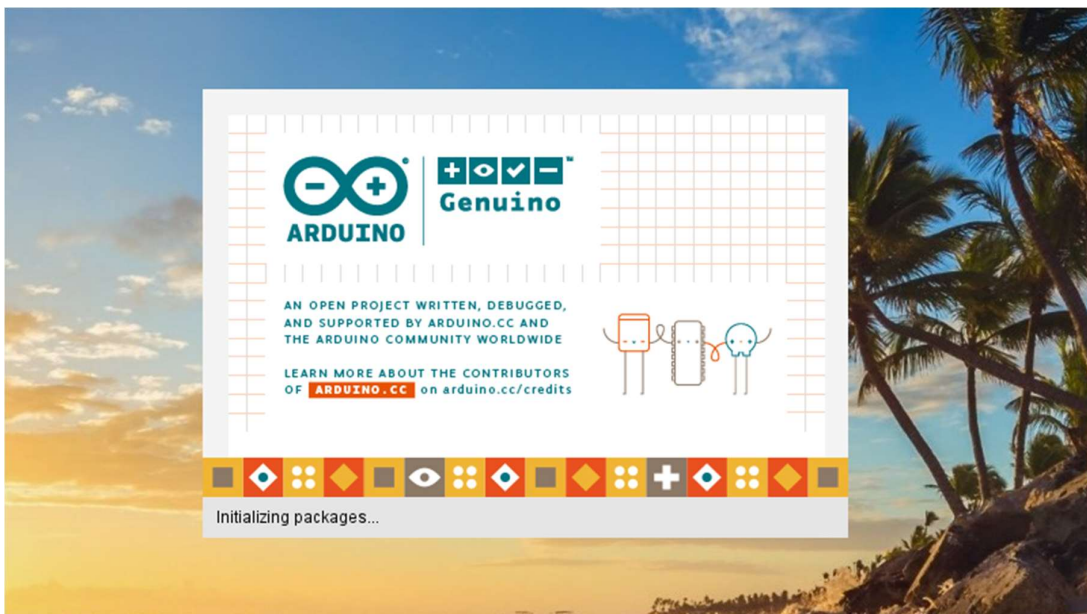 ARDUINO
Genuino
AN OPEN PROJECT WRITTEN, DEBUGGED,
AND SUPPORTED BY ARDUINO.CC AND
THE ARDUINO COMMUNITY WORLDWIDE
LEARN MORE ABOUT THE CONTRIBUTORS
OF ARDUINO.CC on arduino.cc/credits
Initializing packages...